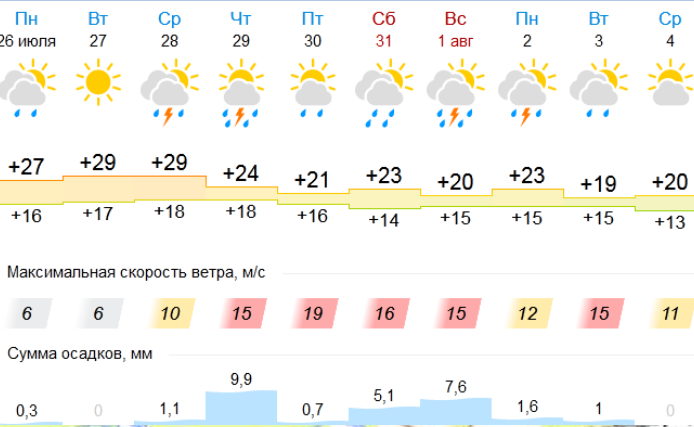 Пн Вт Ср Чт Пт Сб Вс Пн Вт Ср
26 июля 27 28 29 30 31 1 авг 2 3 4
+27 +29 +29 +24 +21 +23 +20 +23 +19 +20
+16 +17 +18 +18 +16 +14 +15 +15 +15 +13
Максимальная скорость ветра, м/с
6 6 10 15 19 16 15 12 15 11
Сумма осадков, мм
0,3 0 1,1 9,9 0,7 5,1 7,6 1,6 1 0